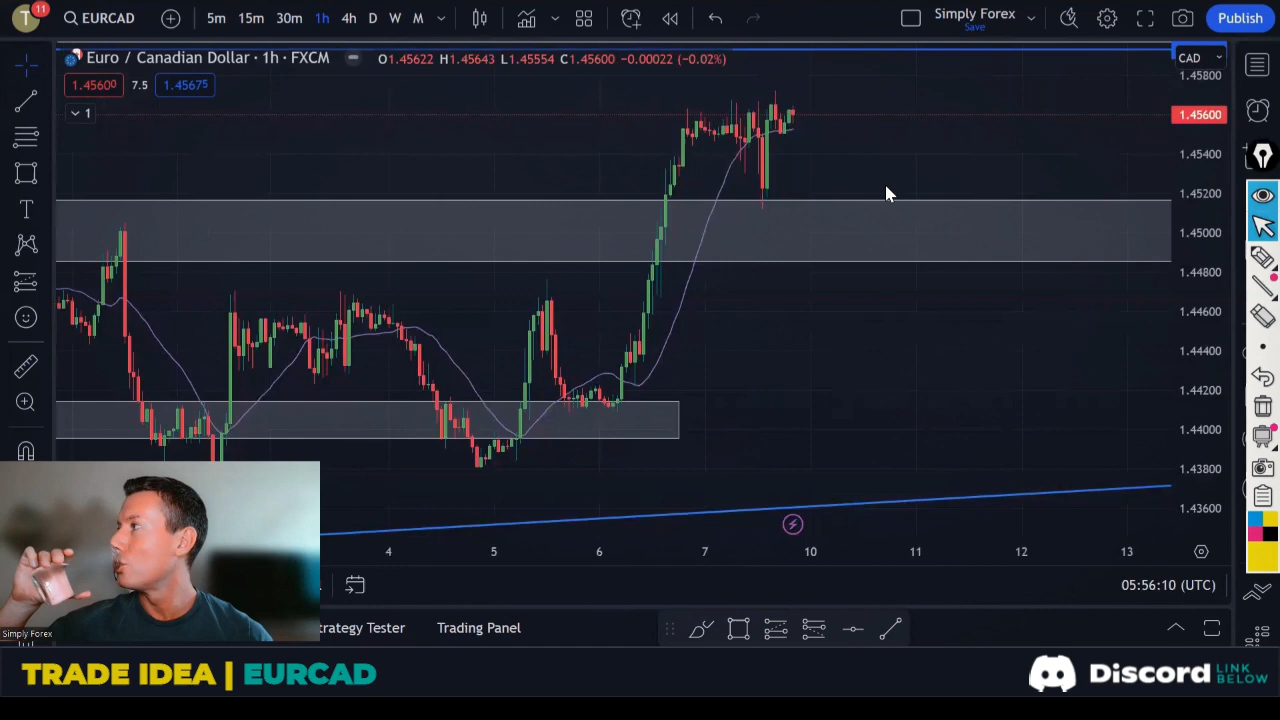 T
11
EURCAD
5m
15m
30m
1h
4h
D
W
M
Simply Forex
Save
Publish
Euro / Canadian Dollar · 1h · FXCM
O1.45622 H1.45643 L1.45554 C1.45600 −0.00022 (−0.02%)
CAD
1.45600
7.5
1.45675
1
1.45800
1.45600
1.45400
1.45200
1.45000
1.44800
1.44600
1.44400
1.44200
1.44000
1.43800
1.43600
4
5
6
7
10
11
12
13
05:56:10 (UTC)
trategy Tester
Trading Panel
Simply Forex
TRADE IDEA | EURCAD
Discord
LINK
BELOW